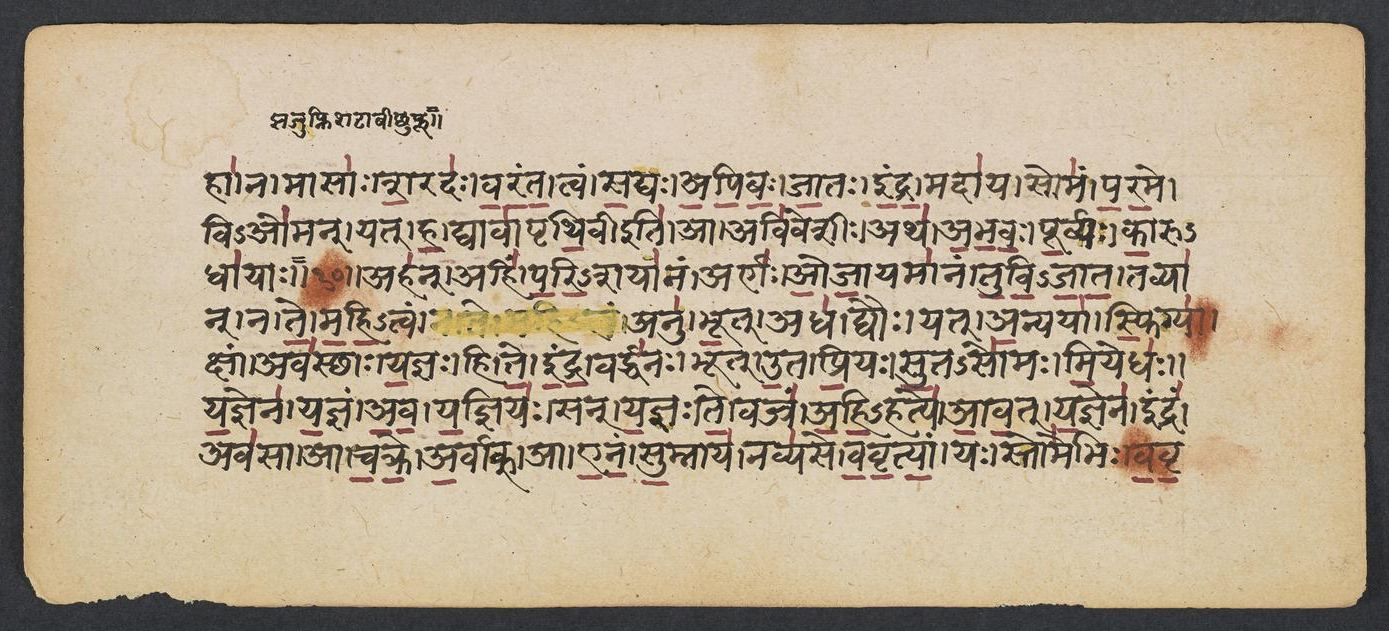 हा।न।मासाः।शरदः।वरंत।त्वं।सद्यः।अपिबः।जातः।इंद्र।मदाय।सोमं।परमे।
विऽओमन्।यत्।ह।द्यावापृथिवीइति।आ।अविवेशीः।अथ।अभवः।पूर्व्यः।कारुऽ
धायाः॥१०॥अहन्।अहिं।परिऽशयानं।अर्णः।ओजायमानं।तुविऽजात।तव्या
न्।न।ते।महिऽत्वं।अनु।भूत्।अध।द्यौः।यत्।अन्यया।स्फिग्या।
क्षां।अवस्छाः।यज्ञः।हि।ते।इंद्र।वर्द्धनः।भूत्।उत।प्रियः।सुतऽसोमः।मियेधः॥
यज्ञेन।यज्ञं।अव।यज्ञियः।सन्।यज्ञः।ते।वज्रं।अहिऽहत्ये।आवत्।यज्ञेन।इंद्रं।
अवसा।आ।चक्रे।अर्वाक्।आ।एनं।सुम्नाय।नव्यसे।ववृत्यां।यः।स्तोमेभिः।ववृ